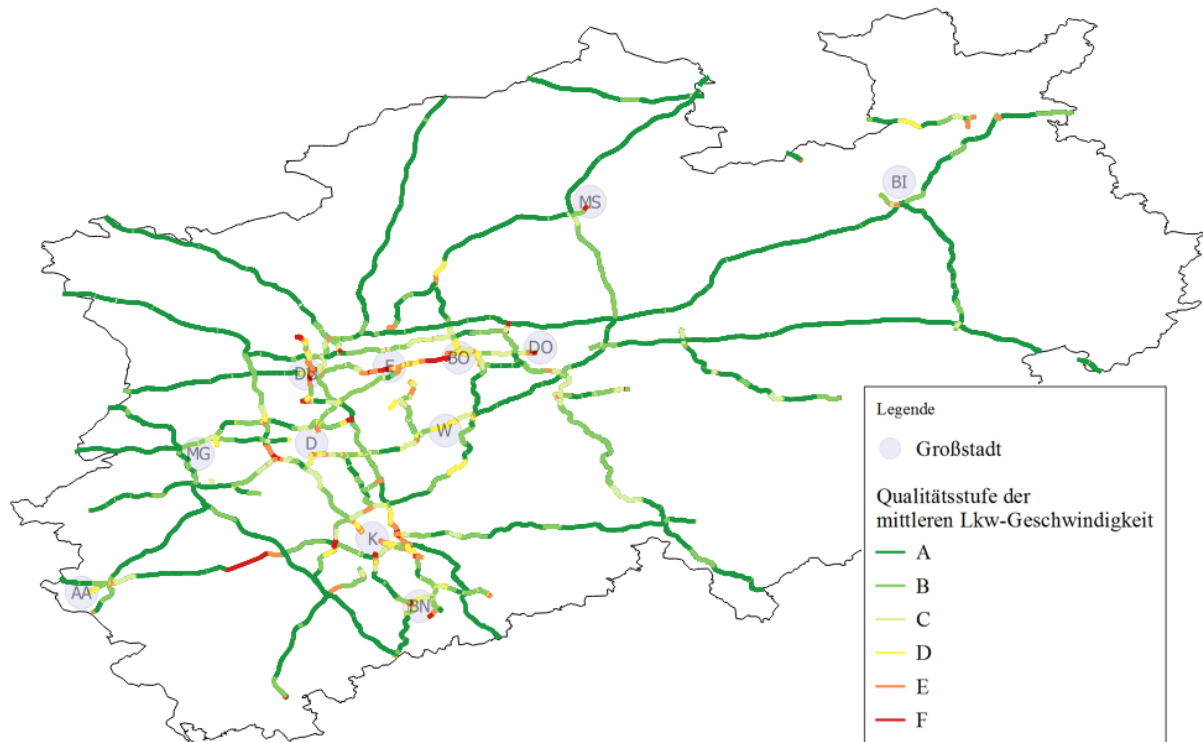 BI
MS
DO
BO
E
DU
W
D
MG
K
AA
BN
Legende
Großstadt
Qualitätsstufe der
mittleren Lkw-Geschwindigkeit
A
B
C
D
E
F